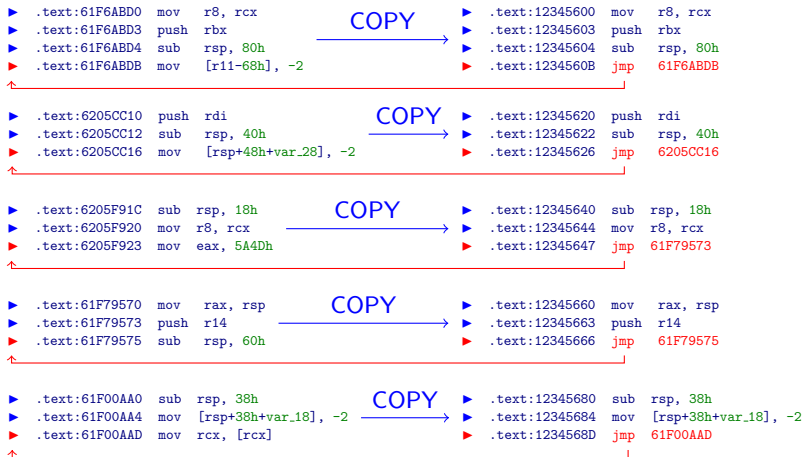 .text:61F6ABD0 mov r8, rcx COPY .text:12345600 mov r8, rcx
.text:61F6ABD3 push rbx .text:12345603 push rbx
.text:61F6ABD4 sub rsp, 80h .text:12345604 sub rsp, 80h
.text:61F6ABDB mov [r11-68h], -2 .text:1234560B jmp 61F6ABDB
.text:6205CC10 push rdi COPY .text:12345620 push rdi
.text:6205CC12 sub rsp, 40h .text:12345622 sub rsp, 40h
.text:6205CC16 mov [rsp+48h+var_28], -2 .text:12345626 jmp 6205CC16
.text:6205F91C sub rsp, 18h COPY .text:12345640 sub rsp, 18h
.text:6205F920 mov r8, rcx .text:12345644 mov r8, rcx
.text:6205F923 mov eax, 5A4Dh .text:12345647 jmp 61F79573
.text:61F79570 mov rax, rsp COPY .text:12345660 mov rax, rsp
.text:61F79573 push r14 .text:12345663 push r14
.text:61F79575 sub rsp, 60h .text:12345666 jmp 61F79575
.text:61F00AA0 sub rsp, 38h COPY .text:12345680 sub rsp, 38h
.text:61F00AA4 mov [rsp+38h+var_18], -2 .text:12345684 mov [rsp+38h+var_18], -2
.text:61F00AAD mov rcx, [rcx] .text:1234568D jmp 61F00AAD